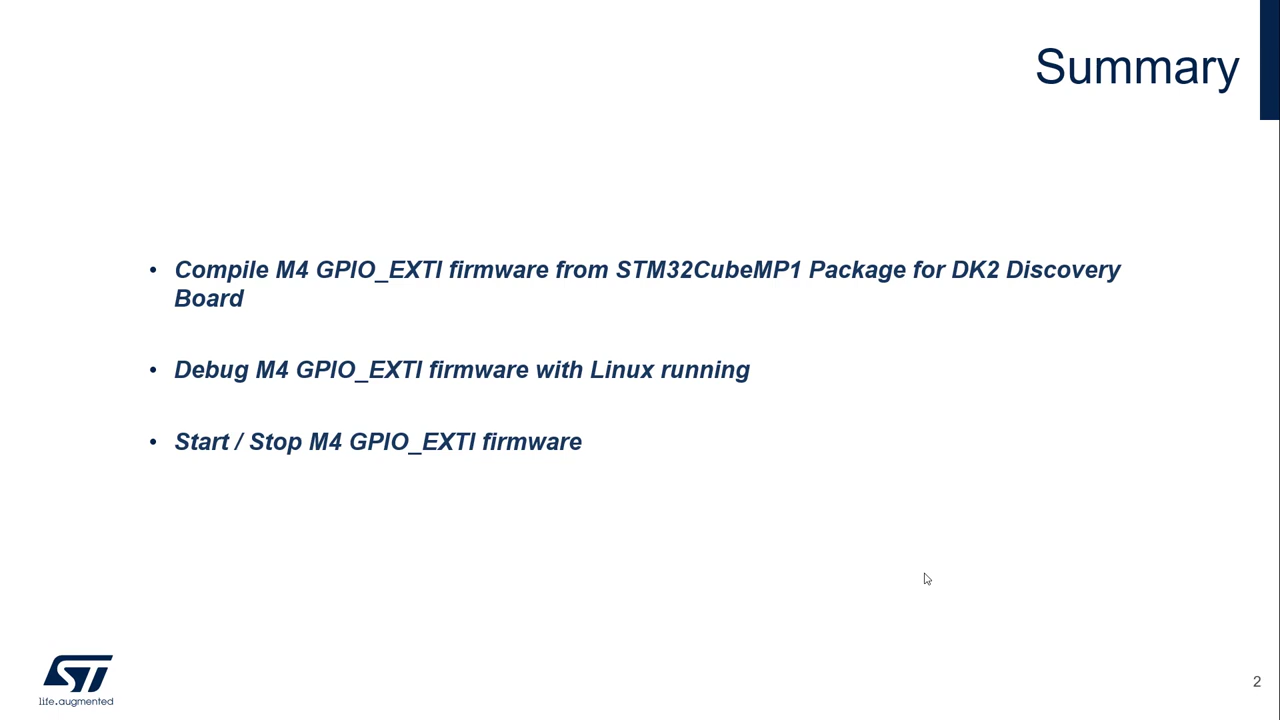 Summary
• Compile M4 GPIO_EXTI firmware from STM32CubeMP1 Package for DK2 Discovery
Board
• Debug M4 GPIO_EXTI firmware with Linux running
• Start / Stop M4 GPIO_EXTI firmware
ST
life.augmented
2